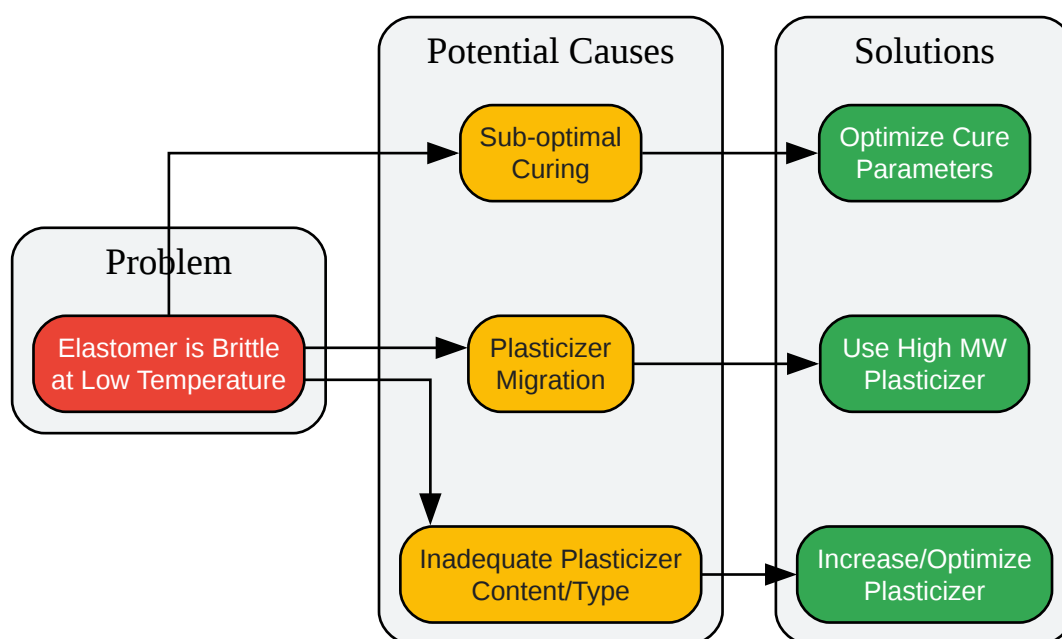 Potential Causes
Solutions
Sub-optimal
Curing
Optimize Cure
Parameters
Problem
Elastomer is Brittle
at Low Temperature
Plasticizer
Migration
Use High MW
Plasticizer
Inadequate Plasticizer
Content/Type
Increase/Optimize
Plasticizer